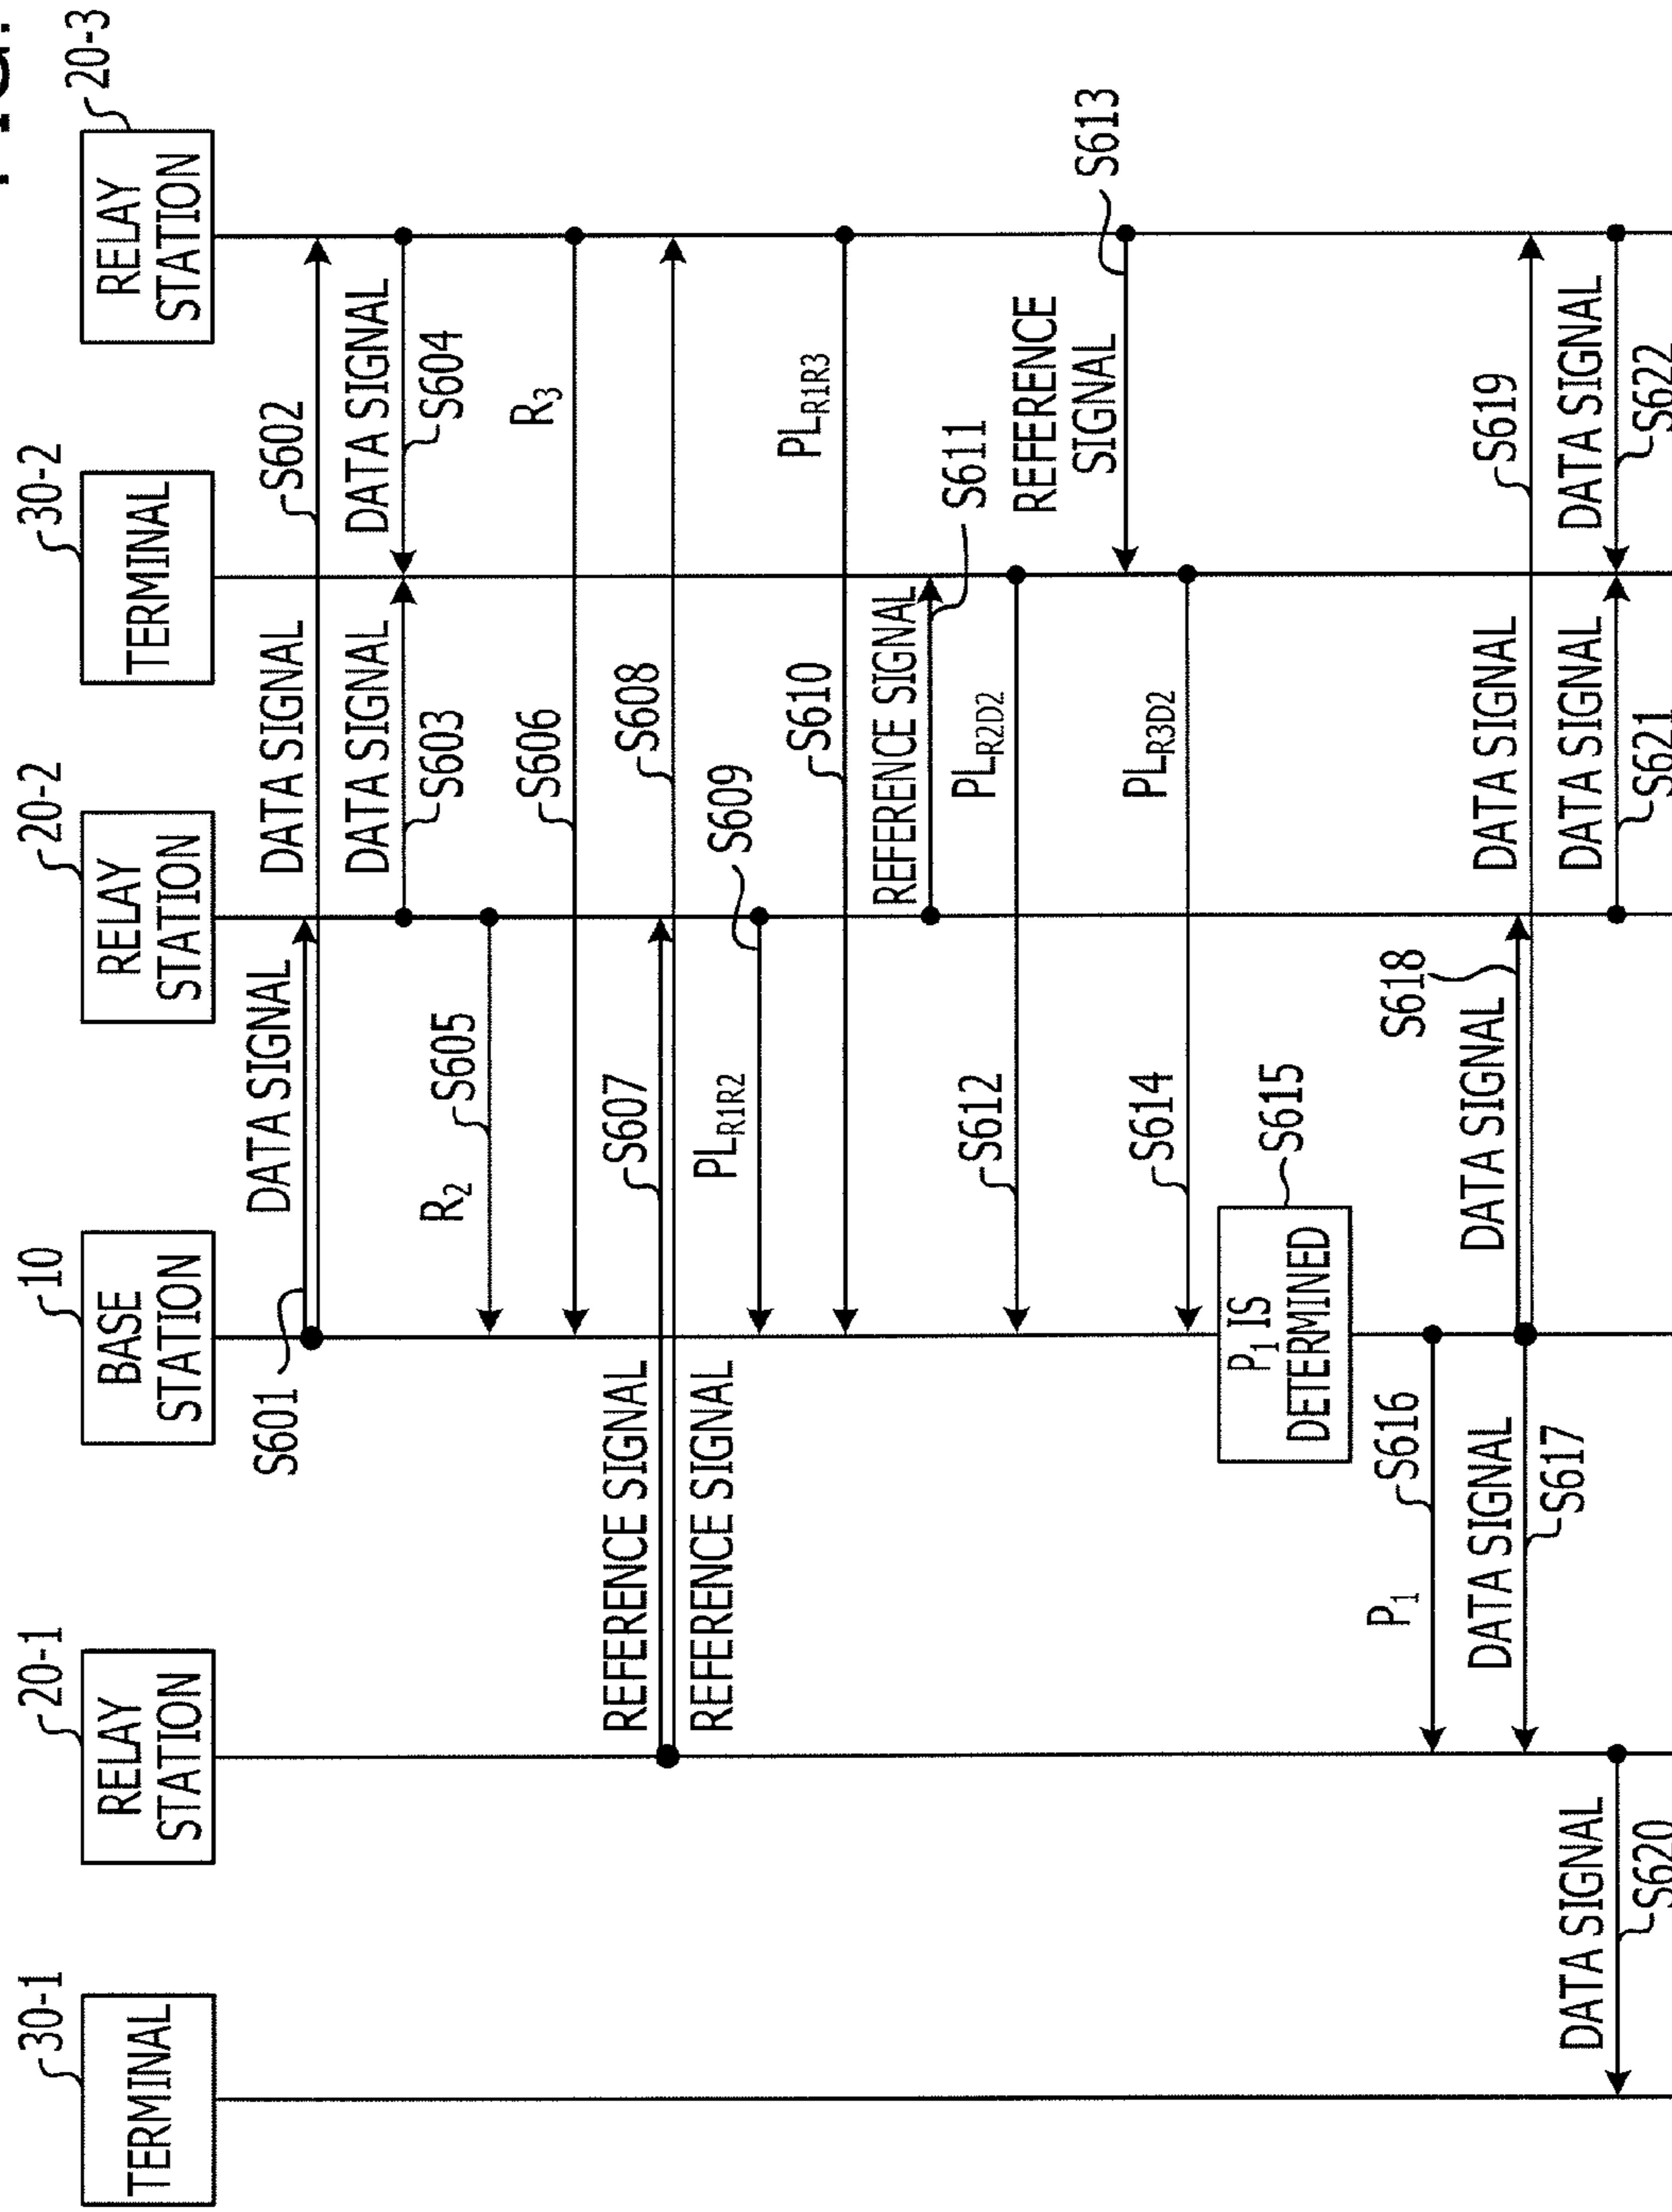 30-1
20-1
10
20-2
30-2
20-3
TERMINAL
RELAY
STATION
BASE
STATION
RELAY
STATION
TERMINAL
RELAY
STATION
S601
DATA SIGNAL
DATA SIGNAL
S602
DATA SIGNAL
S603
DATA SIGNAL
S604
R2
S605
S606
R3
REFERENCE SIGNAL
S607
S608
REFERENCE SIGNAL
PLR1R2
S609
S610
PLR1R3
REFERENCE SIGNAL
S611
S612
PLR2D2
REFERENCE
SIGNAL
S613
S614
PLR3D2
P1 IS
DETERMINED
S615
P1
S616
DATA SIGNAL
S617
DATA SIGNAL
S618
DATA SIGNAL
S619
DATA SIGNAL
S620
DATA SIGNAL
S621
DATA SIGNAL
S622